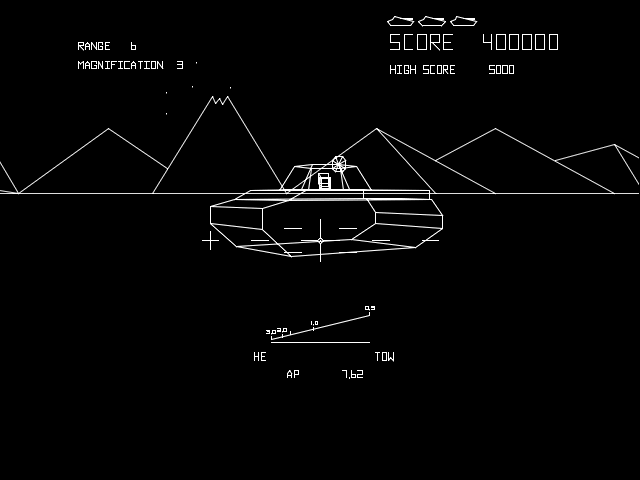 RANGE 6
MAGNIFICATION 3
SCORE 400000
HIGH SCORE 5000
0.5
1.0
3.0 2.0
HE TOW
AP 7.62